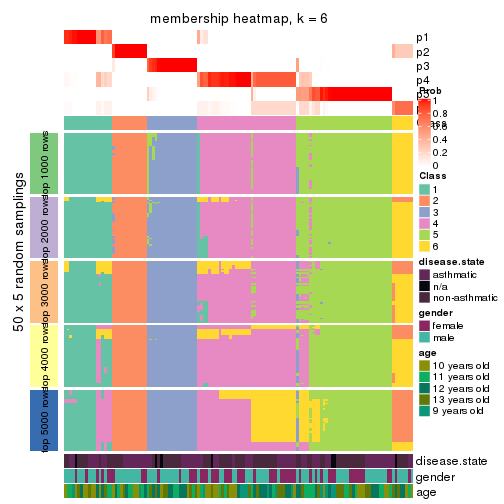 membership heatmap, k = 6
p1
p2
p3
p4
p5
p6
Prob
1
0.8
0.6
0.4
0.2
0
Class
1
2
3
4
5
6
disease.state
asthmatic
n/a
non-asthmatic
gender
female
male
age
10 years old
11 years old
12 years old
13 years old
9 years old
50 x 5 random samplings
top 1000 rows
top 2000 rows
top 3000 rows
top 4000 rows
top 5000 rows
disease.state
gender
age